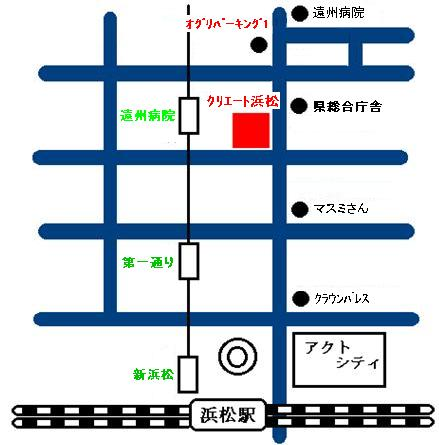 遠州病院
ｵｸﾞﾘﾊﾟｰｷﾝｸﾞ1
クリエート浜松
県総合庁舎
遠州病院
マスミさん
第一通り
ｸﾗｳﾝﾊﾟﾚｽ
アクト
シティ
新浜松
浜松駅